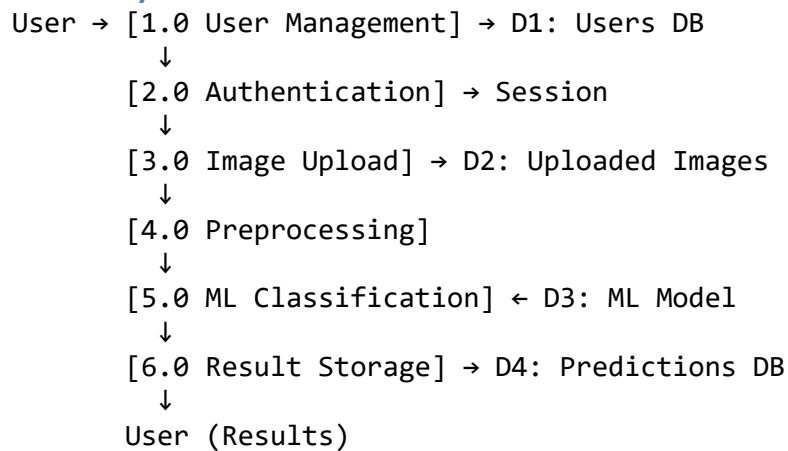 User → [1.0 User Management] → D1: Users DB
↓
[2.0 Authentication] → Session
↓
[3.0 Image Upload] → D2: Uploaded Images
↓
[4.0 Preprocessing]
↓
[5.0 ML Classification] ← D3: ML Model
↓
[6.0 Result Storage] → D4: Predictions DB
↓
User (Results)